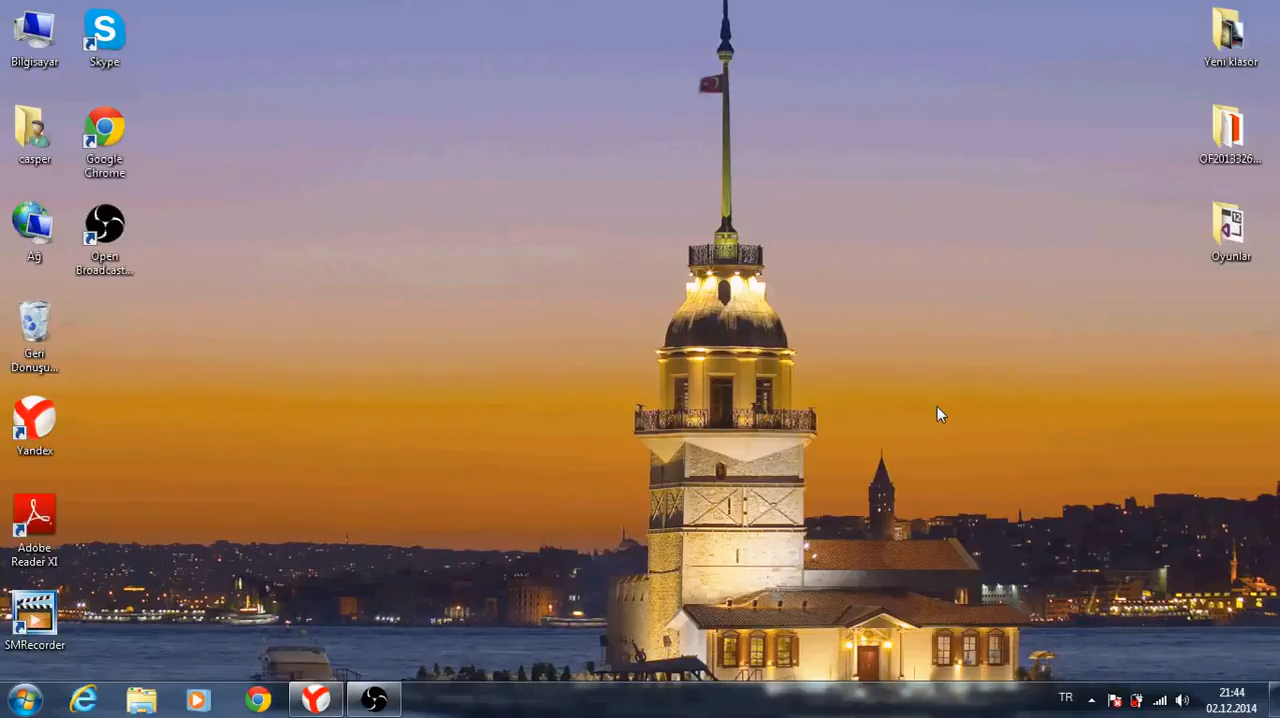 Bilgisayar
Skype
casper
Google
Chrome
Ağ
Open
Broadcast...
Geri
Dönüşü...
Yandex
Adobe
Reader XI
SMRecorder
Yeni klasör
OF2013326...
Oyunlar
TR
21:44
02.12.2014